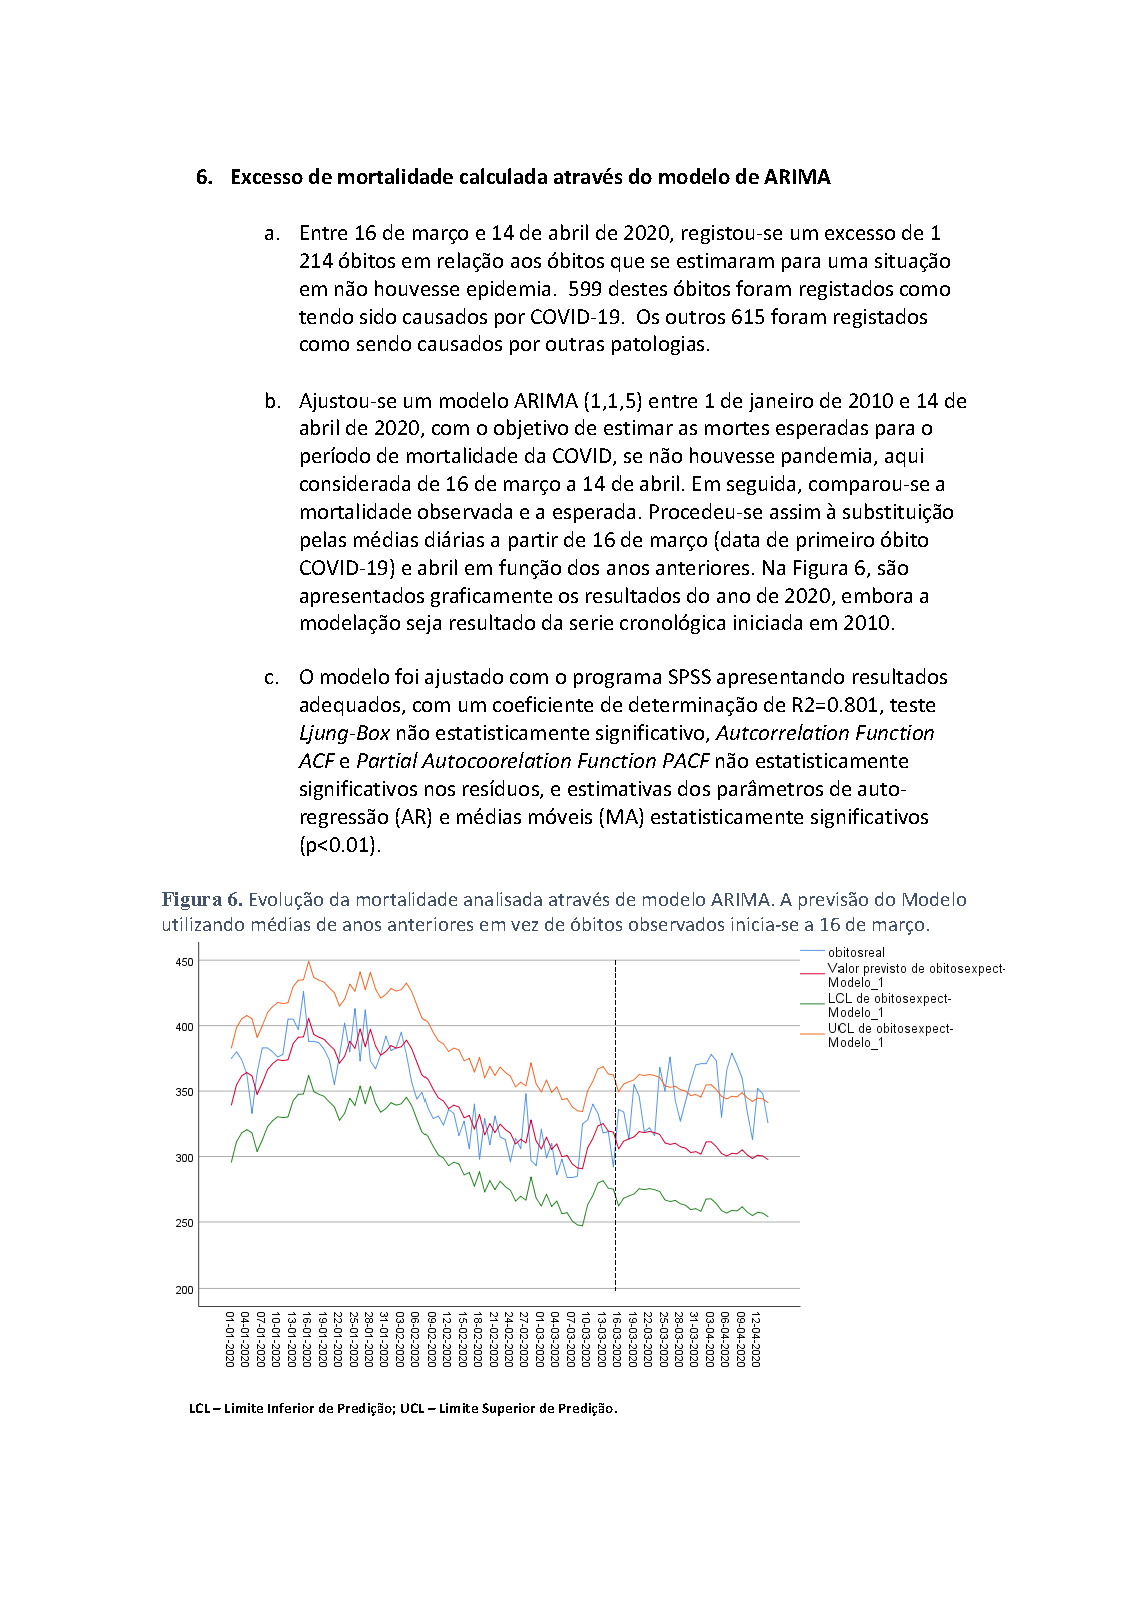 6. Excesso de mortalidade calculada através do modelo de ARIMA
a. Entre 16 de março e 14 de abril de 2020, registou-se um excesso de 1
214 óbitos em relação aos óbitos que se estimaram para uma situação
em não houvesse epidemia. 599 destes óbitos foram registados como
tendo sido causados por COVID-19. Os outros 615 foram registados
como sendo causados por outras patologias.
b. Ajustou-se um modelo ARIMA (1,1,5) entre 1 de janeiro de 2010 e 14 de
abril de 2020, com o objetivo de estimar as mortes esperadas para o
período de mortalidade da COVID, se não houvesse pandemia, aqui
considerada de 16 de março a 14 de abril. Em seguida, comparou-se a
mortalidade observada e a esperada. Procedeu-se assim à substituição
pelas médias diárias a partir de 16 de março (data de primeiro óbito
COVID-19) e abril em função dos anos anteriores. Na Figura 6, são
apresentados graficamente os resultados do ano de 2020, embora a
modelação seja resultado da serie cronológica iniciada em 2010.
c. O modelo foi ajustado com o programa SPSS apresentando resultados
adequados, com um coeficiente de determinação de R2=0.801, teste
Ljung-Box não estatisticamente significativo, Autcorrelation Function
ACF e Partial Autocoorelation Function PACF não estatisticamente
significativos nos resíduos, e estimativas dos parâmetros de auto-
regressão (AR) e médias móveis (MA) estatisticamente significativos
(p<0.01).
Figura 6. Evolução da mortalidade analisada através de modelo ARIMA. A previsão do Modelo
utilizando médias de anos anteriores em vez de óbitos observados inicia-se a 16 de março.
obitosreal
Valor previsto de obitosexpect-
Modelo_1
LCL de obitosexpect-
Modelo_1
UCL de obitosexpect-
Modelo_1
450
400
350
300
250
200
01-01-2020
04-01-2020
07-01-2020
10-01-2020
13-01-2020
16-01-2020
19-01-2020
22-01-2020
25-01-2020
28-01-2020
31-01-2020
03-02-2020
06-02-2020
09-02-2020
12-02-2020
15-02-2020
18-02-2020
21-02-2020
24-02-2020
27-02-2020
01-03-2020
04-03-2020
07-03-2020
10-03-2020
13-03-2020
16-03-2020
19-03-2020
22-03-2020
25-03-2020
28-03-2020
31-03-2020
03-04-2020
06-04-2020
09-04-2020
12-04-2020
LCL – Limite Inferior de Predição; UCL – Limite Superior de Predição.